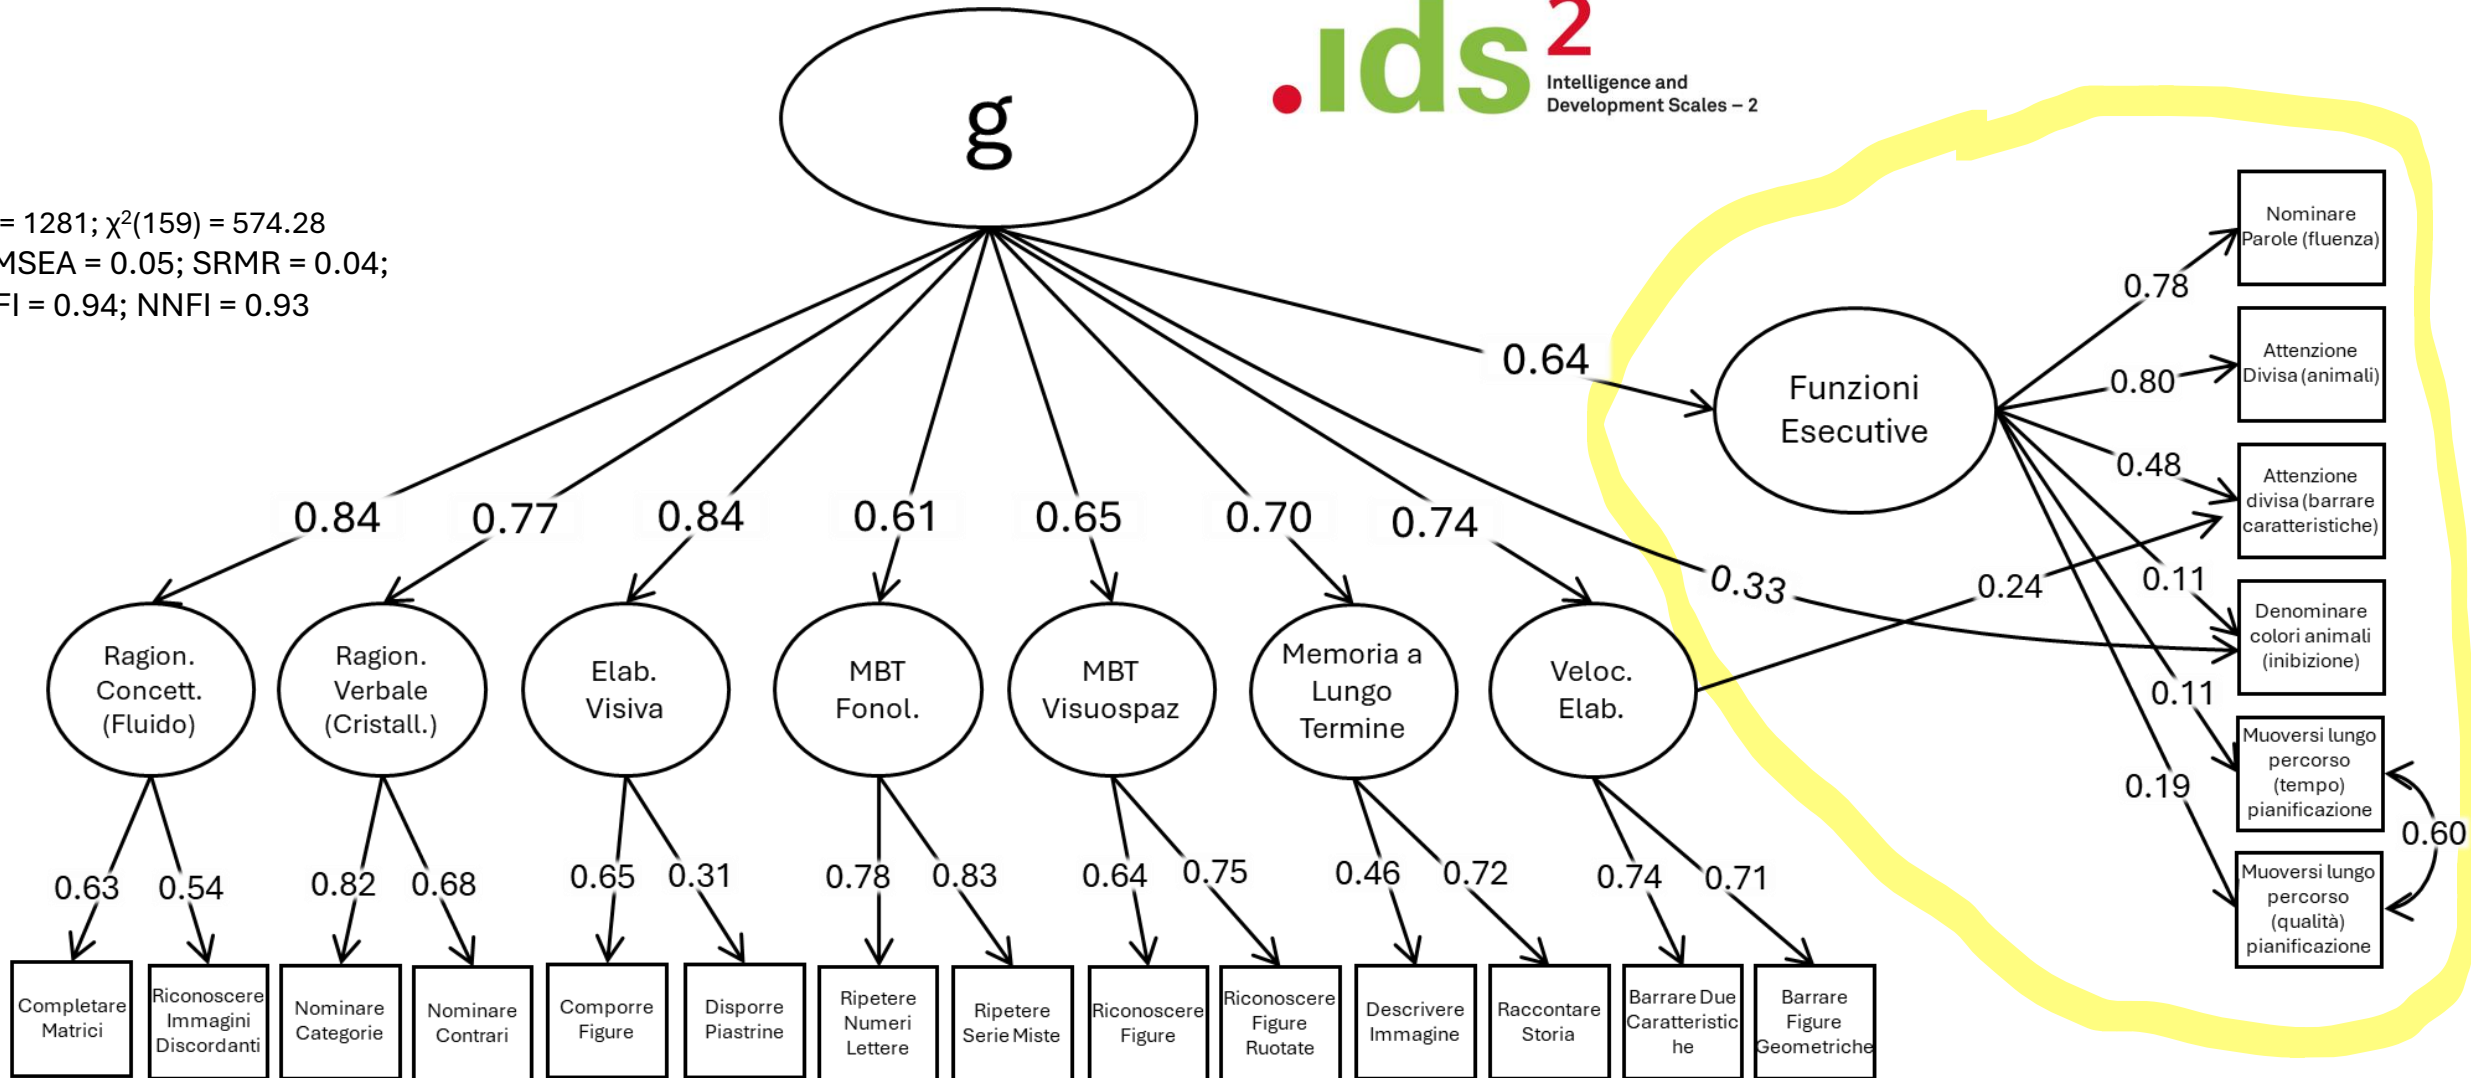 g
.ids 2
Intelligence and
Development Scales – 2
= 1281; χ²(159) = 574.28
MSEA = 0.05; SRMR = 0.04;
FI = 0.94; NNFI = 0.93
0.64
Funzioni
Esecutive
0.78
0.80
0.48
0.11
0.11
0.19
0.24
0.33
0.60
Nominare
Parole (fluenza)
Attenzione
Divisa (animali)
Attenzione
divisa (barrare
caratteristiche)
Denominare
colori animali
(inibizione)
Muoversi lungo
percorso
(tempo)
pianificazione
Muoversi lungo
percorso
(qualità)
pianificazione
0.84
0.77
0.84
0.61
0.65
0.70
0.74
Ragion.
Concett.
(Fluido)
Ragion.
Verbale
(Cristall.)
Elab.
Visiva
MBT
Fonol.
MBT
Visuospaz
Memoria a
Lungo
Termine
Veloc.
Elab.
0.63
0.54
0.82
0.68
0.65
0.31
0.78
0.83
0.64
0.75
0.46
0.72
0.74
0.71
Completare
Matrici
Riconoscere
Immagini
Discordanti
Nominare
Categorie
Nominare
Contrari
Comporre
Figure
Disporre
Piastrine
Ripetere
Numeri
Lettere
Ripetere
Serie Miste
Riconoscere
Figure
Riconoscere
Figure
Ruotate
Descrivere
Immagine
Raccontare
Storia
Barrare Due
Caratteristic
he
Barrare
Figure
Geometriche